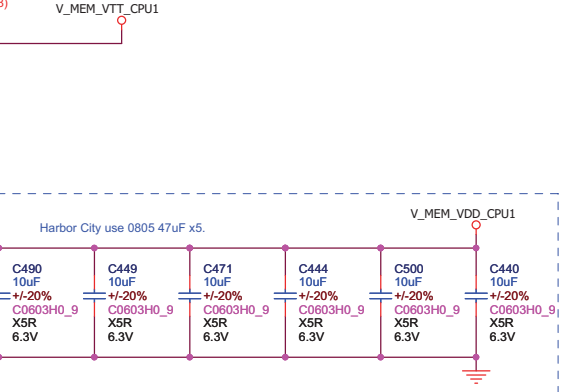 3)
V_MEM_VTT_CPU1
V_MEM_VDD_CPU1
Harbor City use 0805 47uF x5.
C490
10uF
+/-20%
C0603H0_9
X5R
6.3V
C449
10uF
+/-20%
C0603H0_9
X5R
6.3V
C471
10uF
+/-20%
C0603H0_9
X5R
6.3V
C444
10uF
+/-20%
C0603H0_9
X5R
6.3V
C500
10uF
+/-20%
C0603H0_9
X5R
6.3V
C440
10uF
+/-20%
C0603H0_9
X5R
6.3V